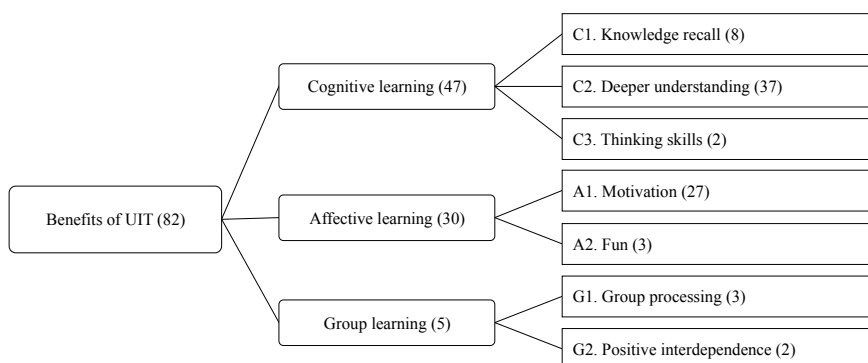 Benefits of UIT (82)
Cognitive learning (47)
C1. Knowledge recall (8)
C2. Deeper understanding (37)
C3. Thinking skills (2)
Affective learning (30)
A1. Motivation (27)
A2. Fun (3)
Group learning (5)
G1. Group processing (3)
G2. Positive interdependence (2)